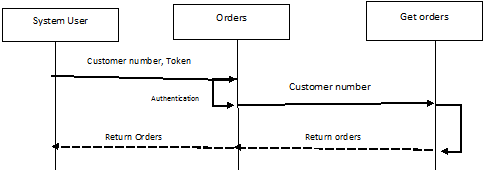 System User
Orders
Get orders
Customer number, Token
Customer number
Authentication
Return Orders
Return orders